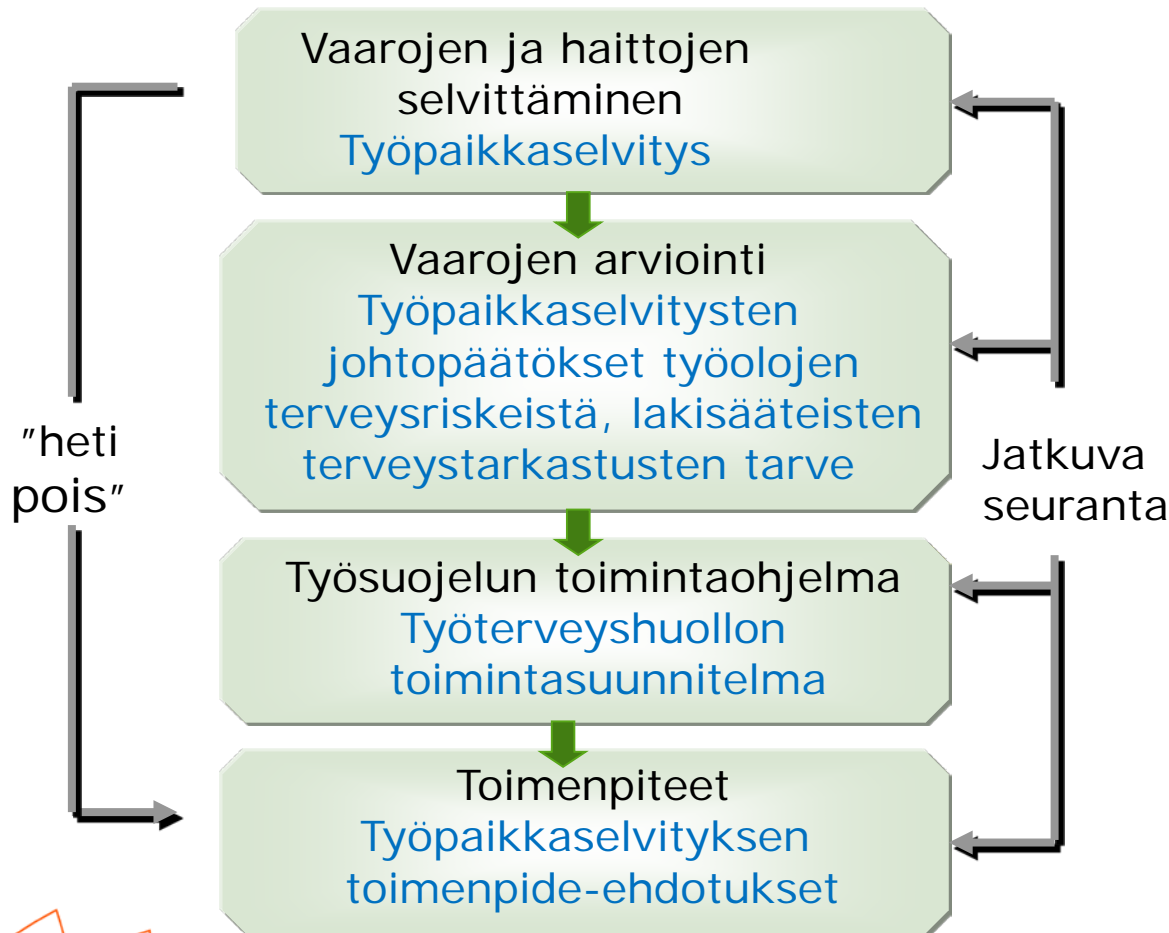 Vaarojen ja haittojen
selvittäminen
Työpaikkaselvitys
Vaarojen arviointi
Työpaikkaselvitysten
johtopäätökset työolojen
terveysriskeistä, lakisääteisten
terveystarkastusten tarve
"heti
pois"
Jatkuva
seuranta
Työsuojelun toimintaohjelma
Työterveyshuollon
toimintasuunnitelma
Toimenpiteet
Työpaikkaselvityksen
toimenpide-ehdotukset